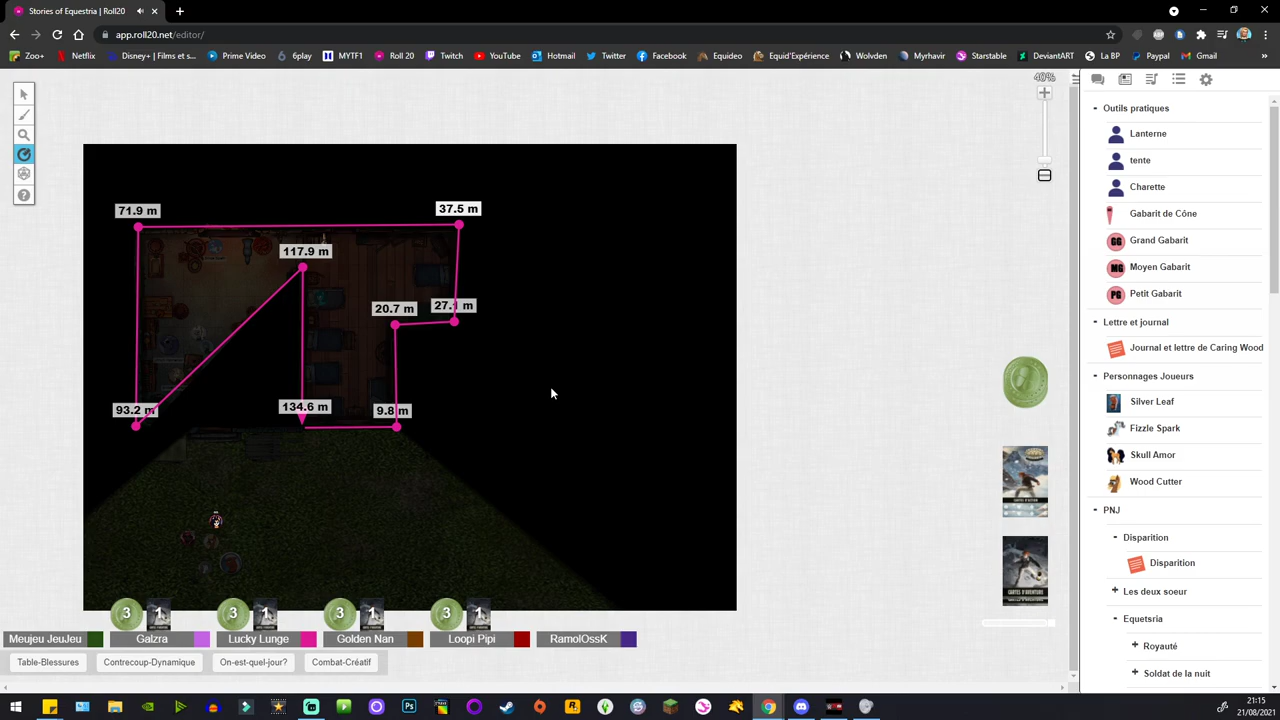 Stories of Equestria | Roll20
app.roll20.net/editor/
Zoo+
Netflix
Disney+ | Films et s...
Prime Video
6play
MYTF1
Roll 20
Twitch
YouTube
Hotmail
Twitter
Facebook
Equideo
Equid'Expérience
Wolvden
Myrhavir
Starstable
DeviantART
La BP
Paypal
Gmail
»
40%
Outils pratiques
Lanterne
tente
Charette
Gabarit de Cône
GG Grand Gabarit
MG Moyen Gabarit
PG Petit Gabarit
Lettre et journal
Journal et lettre de Caring Wood
Personnages Joueurs
Silver Leaf
Fizzle Spark
Skull Amor
Wood Cutter
PNJ
Disparition
Disparition
Les deux soeur
Equetsria
Royauté
Soldat de la nuit
71.9 m
37.5 m
117.9 m
20.7 m
27.1 m
93.2 m
134.6 m
9.8 m
3 1 3 1 3 1 3 1
Meujeu JeuJeu
Galzra
Lucky Lunge
Golden Nan
Loopi Pipi
RamolOssK
Table-Blessures
Contrecoup-Dynamique
On-est-quel-jour?
Combat-Créatif
21:15
21/08/2021